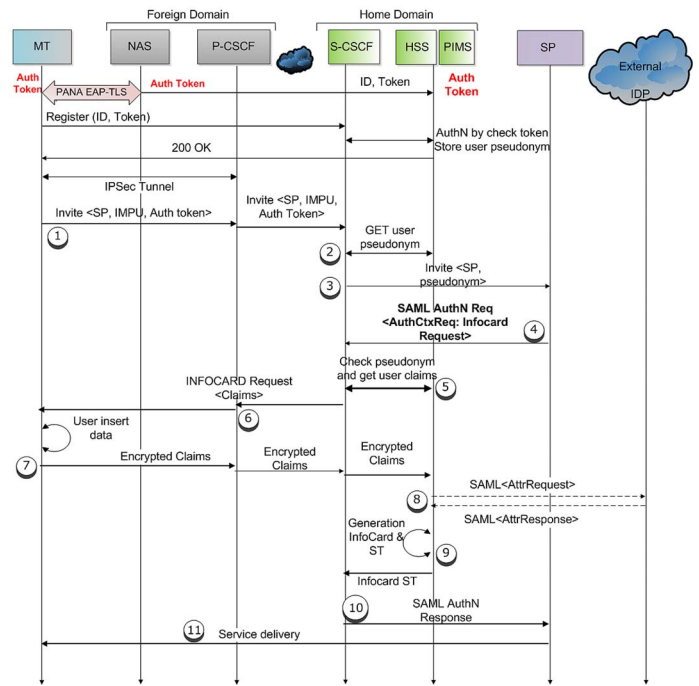 Foreign Domain
Home Domain
MT
NAS
P-CSCF
S-CSCF
HSS
PIMS
SP
External
IDP
Auth
Token
PANA EAP-TLS
Auth Token
ID, Token
Auth
Token
Register (ID, Token)
AuthN by check token
Store user pseudonym
200 OK
IPSec Tunnel
Invite <SP, IMPU, Auth token>
Invite <SP, IMPU,
Auth Token>
1
GET user
pseudonym
2
Invite <SP,
pseudonym>
3
SAML AuthN Req
<AuthCtxReq: Infocard
Request>
4
Check pseudonym
and get user claims
5
INFOCARD Request
<Claims>
6
User insert
data
7
Encrypted Claims
Encrypted
Claims
Encrypted
Claims
SAML<AttrRequest>
8
SAML<AttrResponse>
Generation
InfoCard &
ST
9
Infocard ST
10
SAML AuthN
Response
11
Service delivery